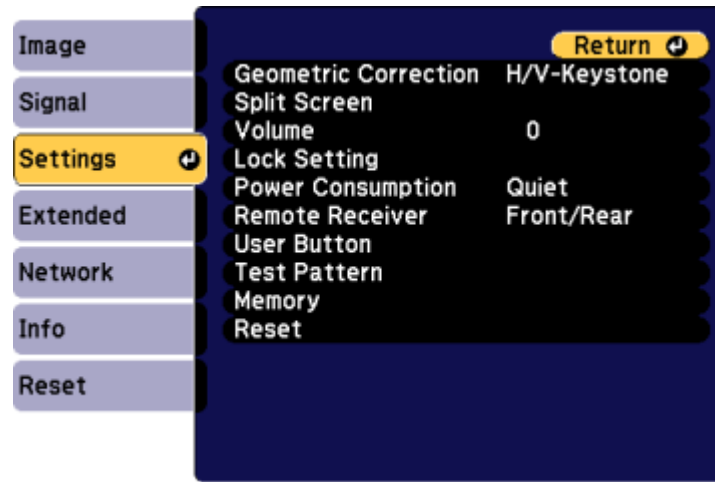 Image
Signal
Settings
Extended
Network
Info
Reset
Return
Geometric Correction H/V-Keystone
Split Screen
Volume 0
Lock Setting
Power Consumption Quiet
Remote Receiver Front/Rear
User Button
Test Pattern
Memory
Reset